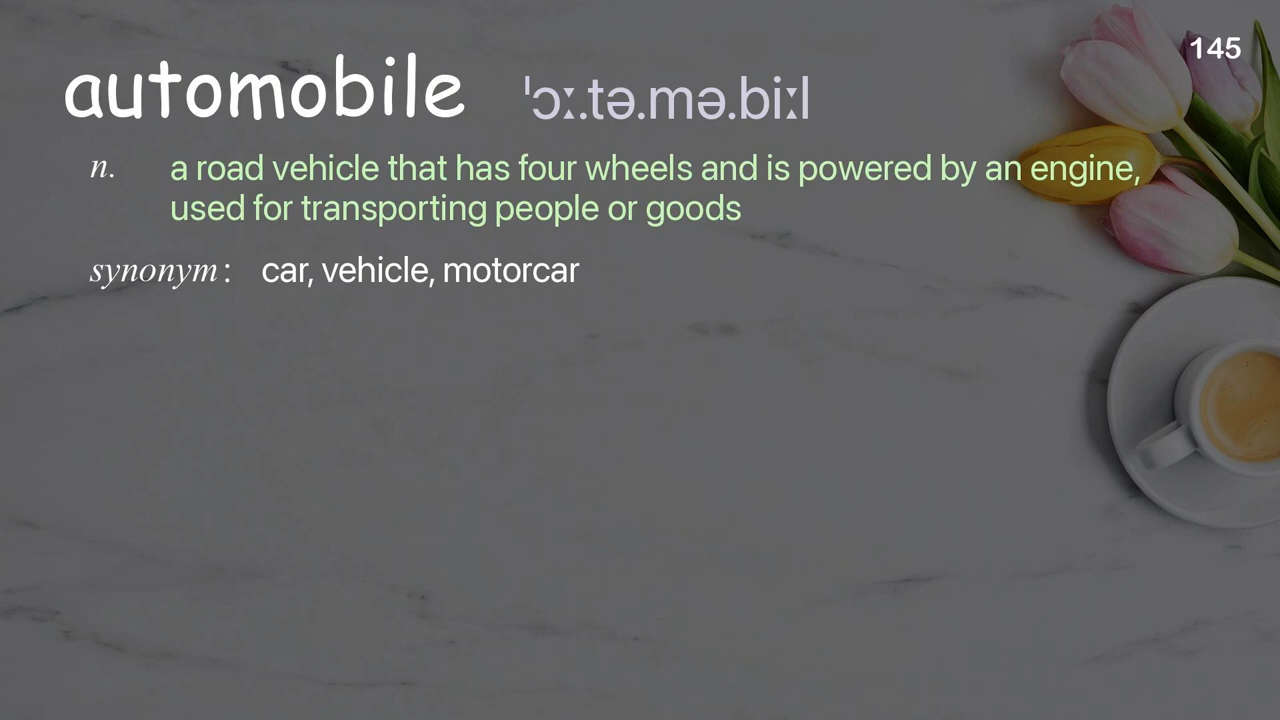 145
automobile ˈɔː.tə.mə.biːl
n. a road vehicle that has four wheels and is powered by an engine,
used for transporting people or goods
synonym: car, vehicle, motorcar